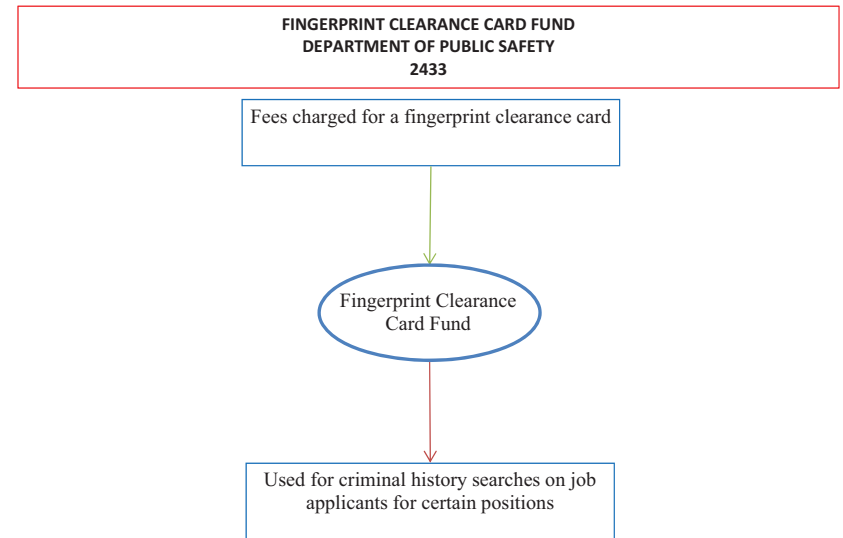 FINGERPRINT CLEARANCE CARD FUND
DEPARTMENT OF PUBLIC SAFETY
2433
Fees charged for a fingerprint clearance card
Fingerprint Clearance
Card Fund
Used for criminal history searches on job
applicants for certain positions